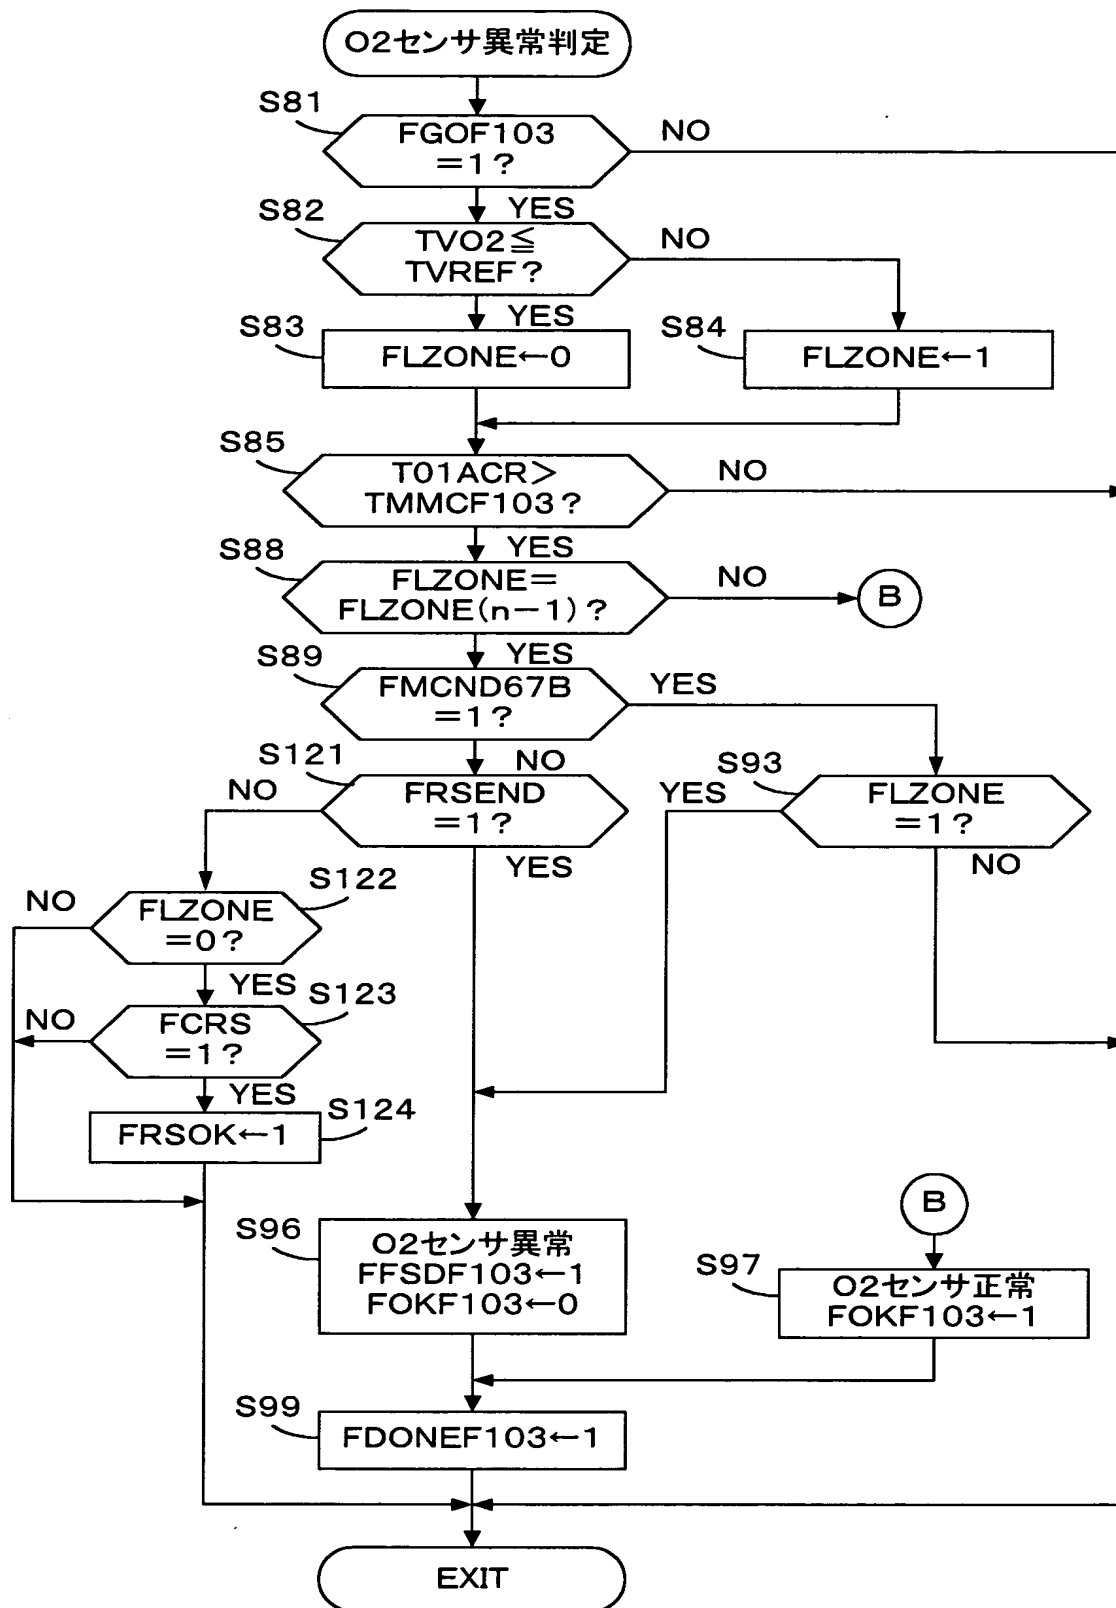 O2センサ異常判定
S81
FGOF103
=1?
NO
YES
S82
TVO2≦
TVREF?
NO
YES
S83
FLZONE←0
S84
FLZONE←1
S85
T01ACR>
TMMCF103?
NO
YES
S88
FLZONE=
FLZONE(n-1)?
NO
B
YES
S89
FMCND67B
=1?
YES
NO
S121
FRSEND
=1?
NO
YES
S93
FLZONE
=1?
YES
NO
S122
FLZONE
=0?
NO
YES
S123
FCRS
=1?
NO
YES
S124
FRSOK←1
S96
O2センサ異常
FFSDF103←1
FOKF103←0
B
S97
O2センサ正常
FOKF103←1
S99
FDONEF103←1
EXIT